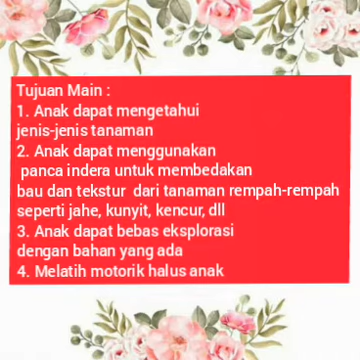 Tujuan Main :
1. Anak dapat mengetahui
jenis-jenis tanaman
2. Anak dapat menggunakan
panca indera untuk membedakan
bau dan tekstur dari tanaman rempah-rempah
seperti jahe, kunyit, kencur, dll
3. Anak dapat bebas eksplorasi
dengan bahan yang ada
4. Melatih motorik halus anak